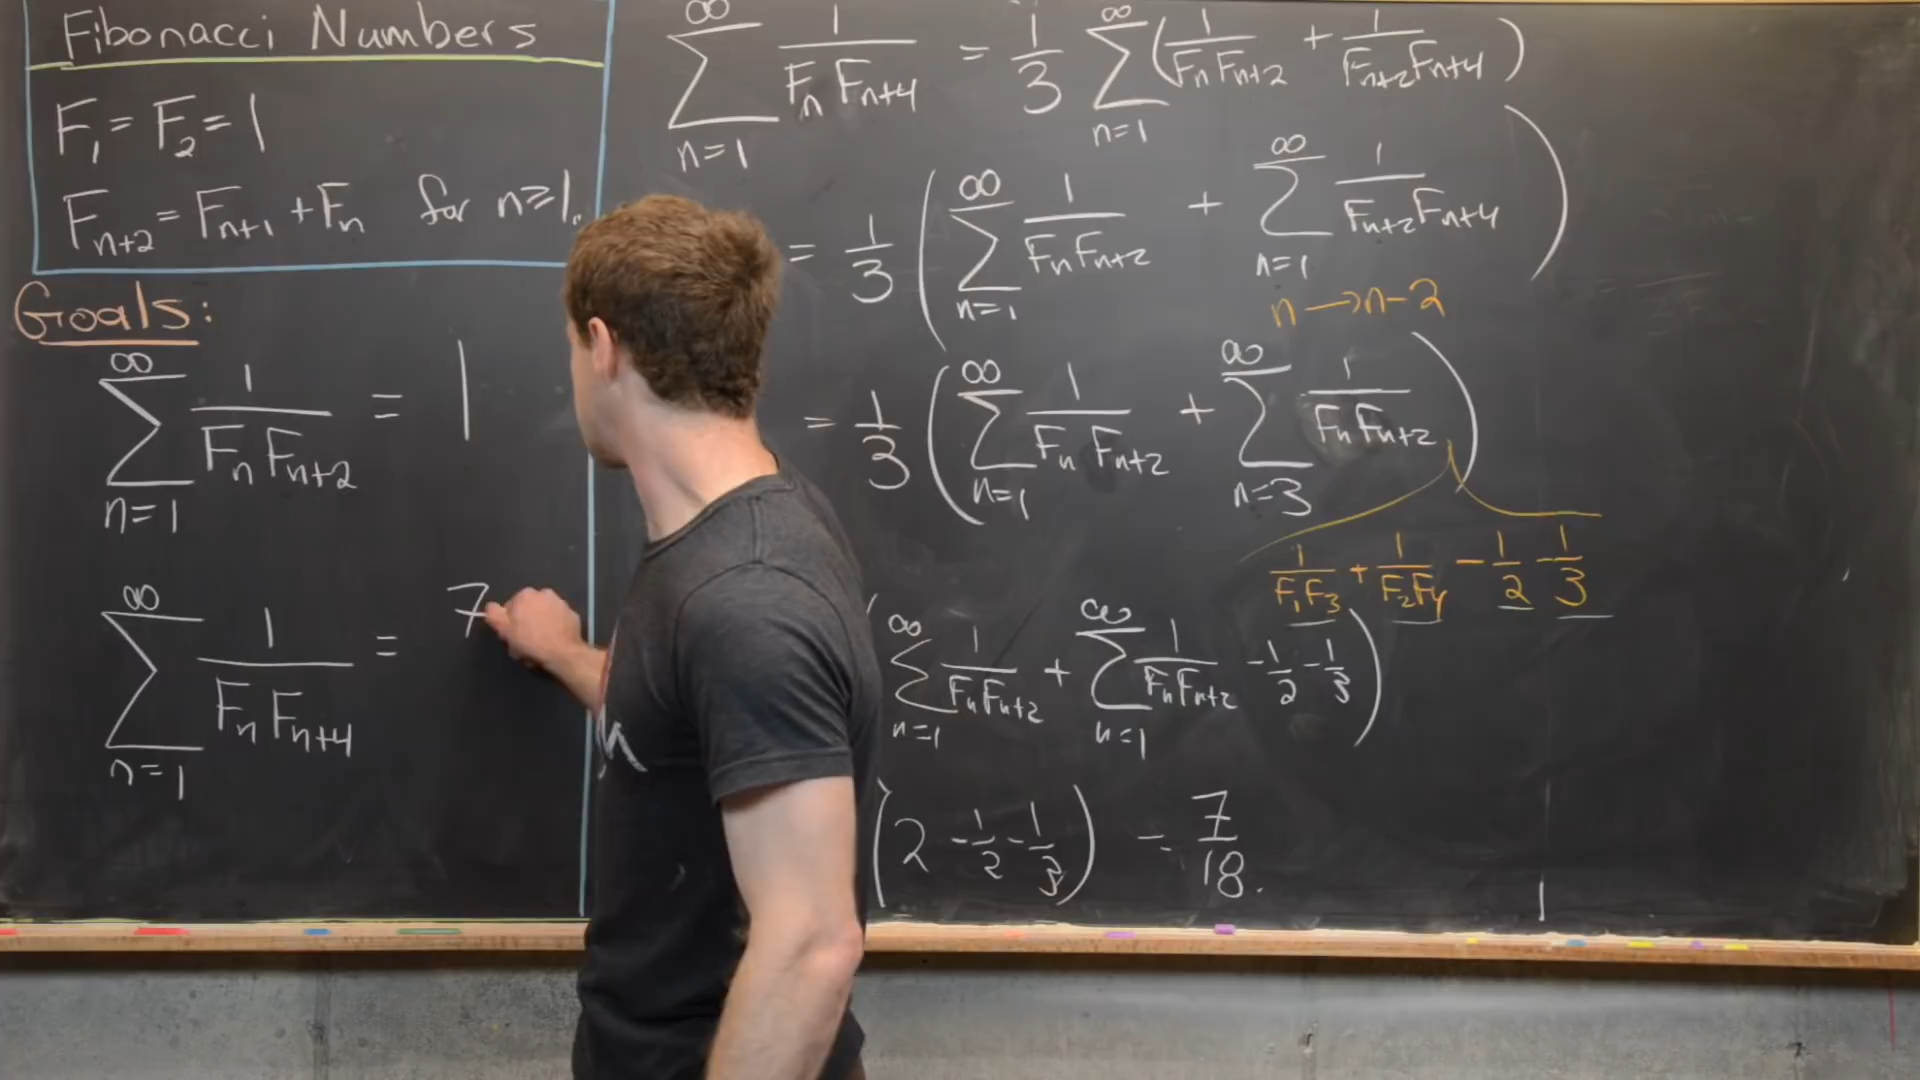 Fibonacci Numbers
F₁ = F₂ = 1
Fₙ₊₂ = Fₙ₊₁ + Fₙ for n ≥ 1.
Goals:
∑_{n=1}^{∞} 1/(Fₙ Fₙ₊₂) = 1
∑_{n=1}^{∞} 1/(Fₙ Fₙ₊₄) = 7
∑_{n=1}^{∞} 1/(Fₙ Fₙ₊₄) = 1/3 ∑_{n=1}^{∞} (1/(Fₙ Fₙ₊₂) + 1/(Fₙ₊₂ Fₙ₊₄))
= 1/3 (∑_{n=1}^{∞} 1/(Fₙ Fₙ₊₂) + ∑_{n=1}^{∞} 1/(Fₙ₊₂ Fₙ₊₄))
n → n-2
= 1/3 (∑_{n=1}^{∞} 1/(Fₙ Fₙ₊₂) + ∑_{n=3}^{∞} 1/(Fₙ Fₙ₊₂))
1/(F₁F₃) + 1/(F₂F₄) - 1/2 - 1/3
(∑_{n=1}^{∞} 1/(Fₙ Fₙ₊₂) + ∑_{n=1}^{∞} 1/(Fₙ Fₙ₊₂) - 1/2 - 1/3)
(2 - 1/2 - 1/3) = 7/18.